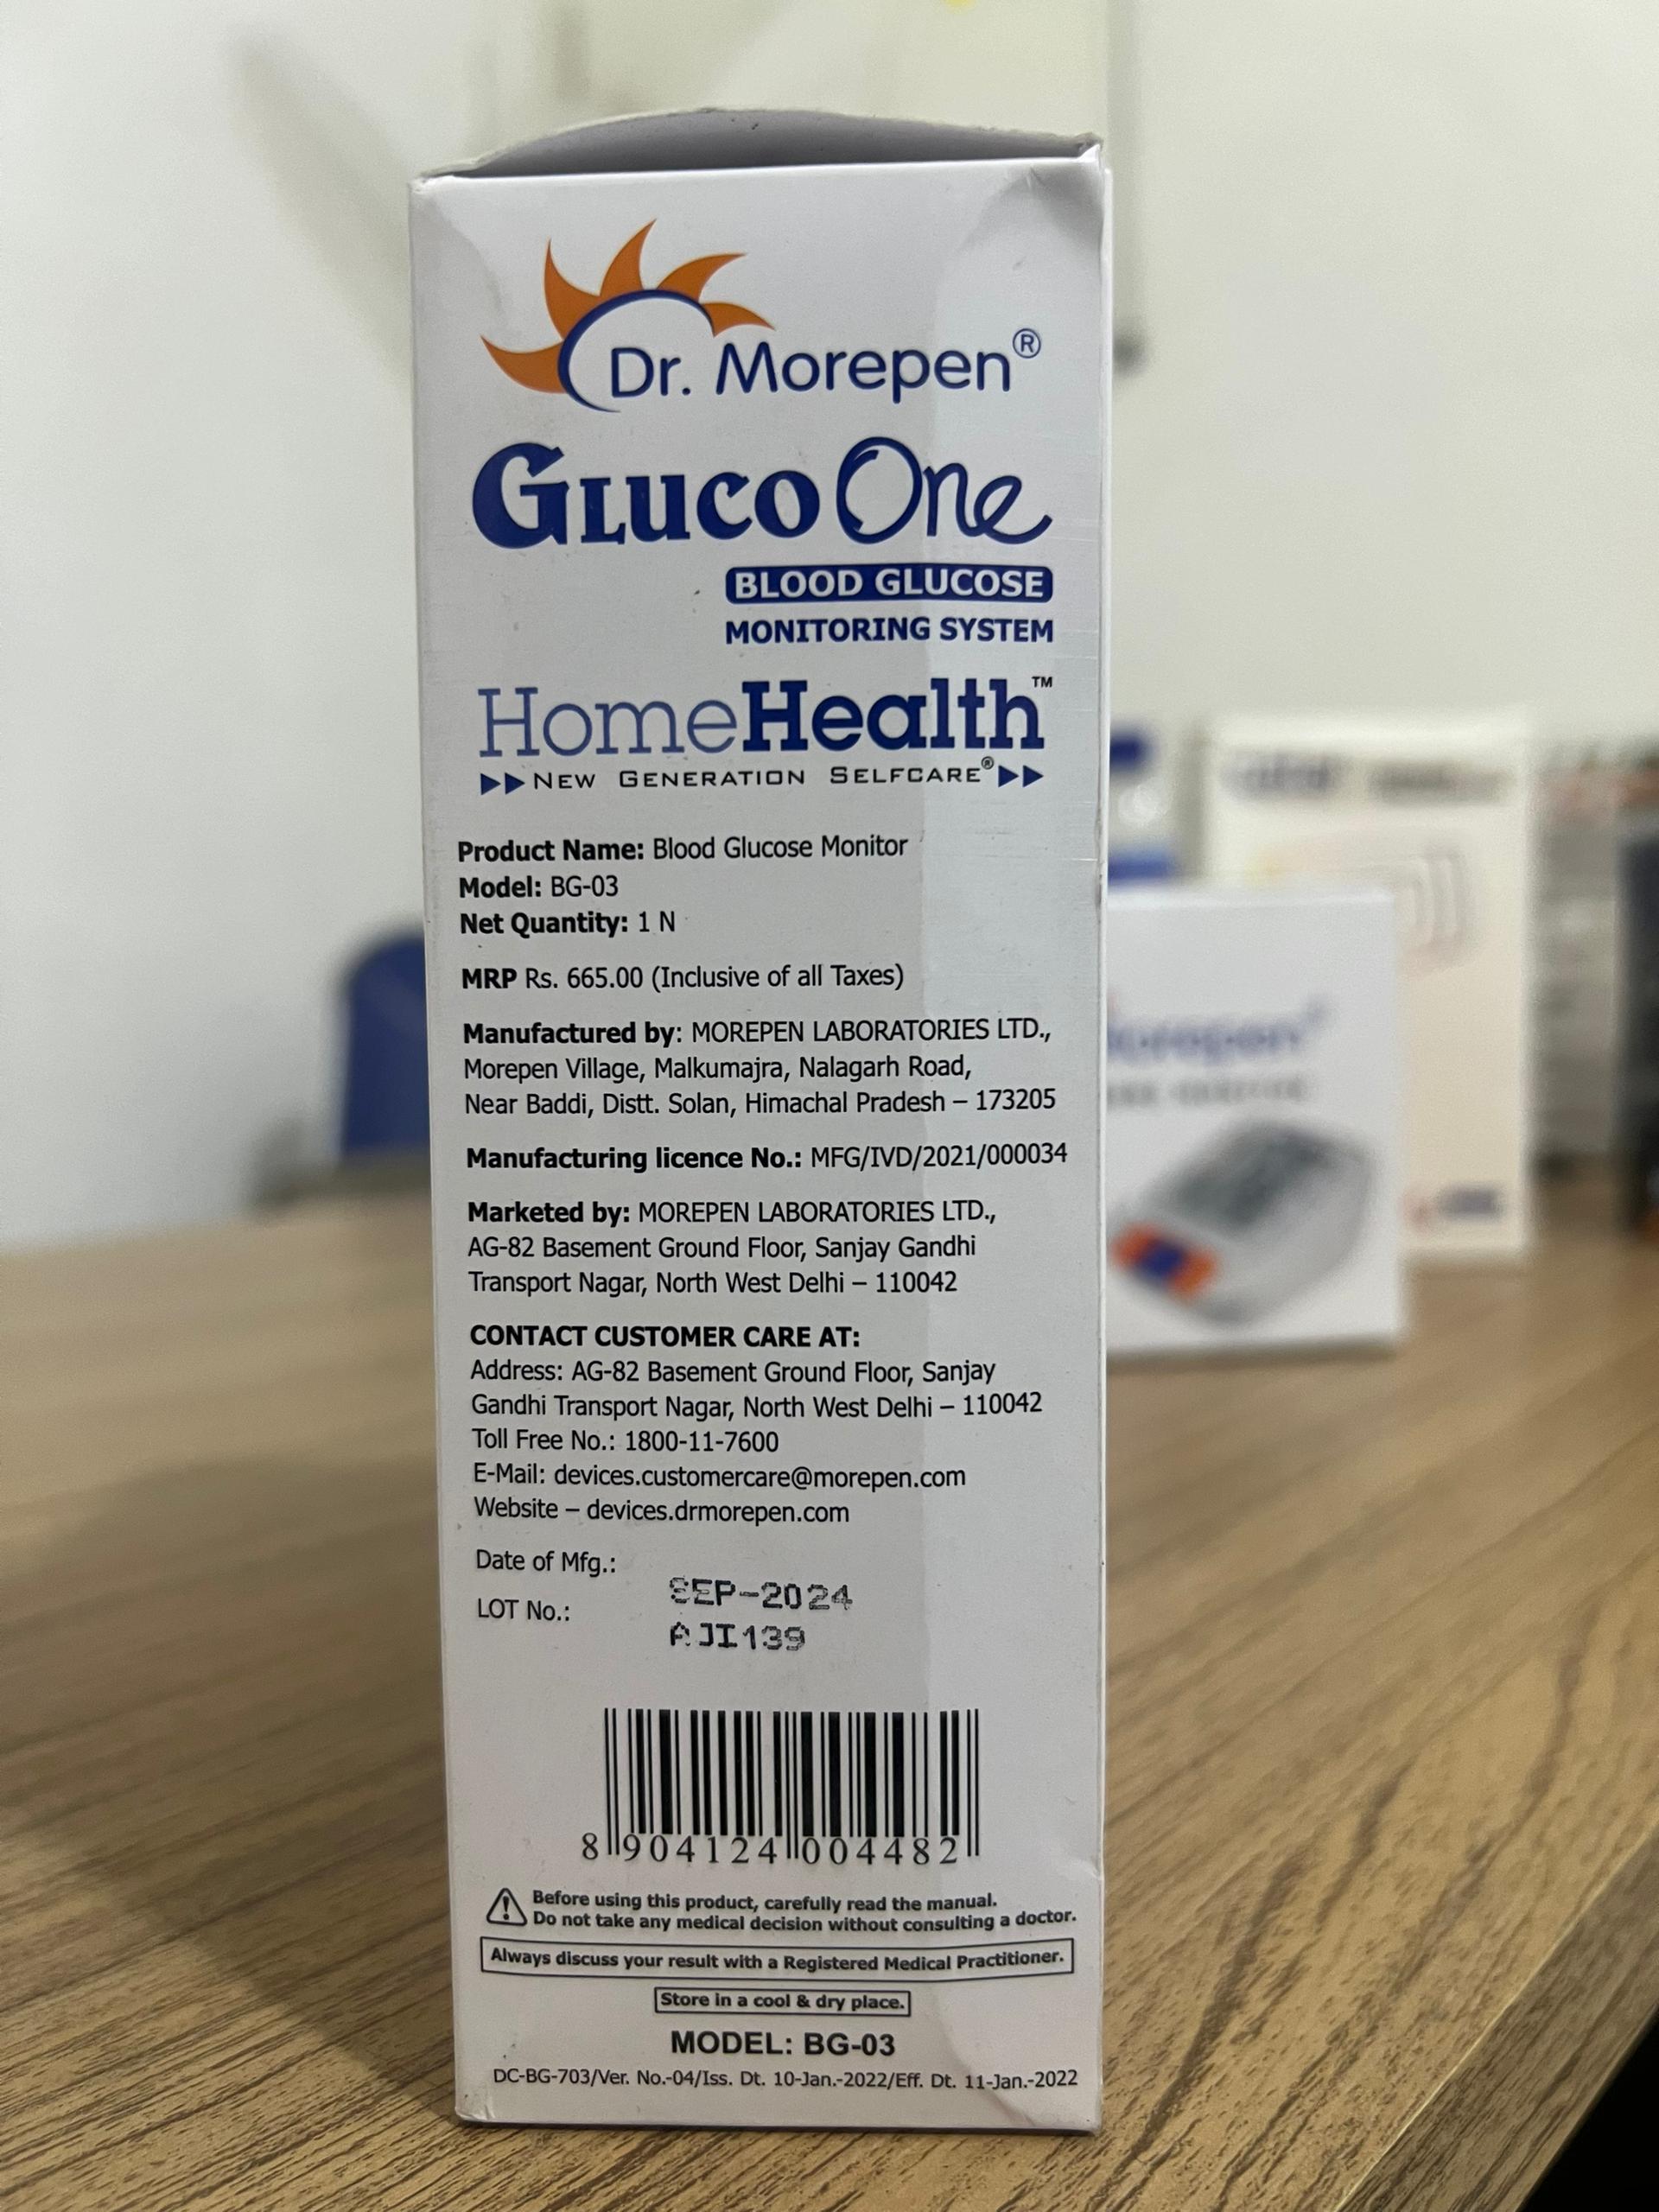 Dr. Morepen®
GLUCO One
BLOOD GLUCOSE
MONITORING SYSTEM
HomeHealth™
NEW GENERATION SELFCARE®
Product Name: Blood Glucose Monitor
Model: BG-03
Net Quantity: 1 N
MRP Rs. 665.00 (Inclusive of all Taxes)
Manufactured by: MOREPEN LABORATORIES LTD.,
Morepen Village, Malkumajra, Nalagarh Road,
Near Baddi, Distt. Solan, Himachal Pradesh – 173205
Manufacturing licence No.: MFG/IVD/2021/000034
Marketed by: MOREPEN LABORATORIES LTD.,
AG-82 Basement Ground Floor, Sanjay Gandhi
Transport Nagar, North West Delhi – 110042
CONTACT CUSTOMER CARE AT:
Address: AG-82 Basement Ground Floor, Sanjay
Gandhi Transport Nagar, North West Delhi – 110042
Toll Free No.: 1800-11-7600
E-Mail: devices.customercare@morepen.com
Website – devices.drmorepen.com
Date of Mfg.: SEP-2024
LOT No.: AJI139
8 904124 004482
Before using this product, carefully read the manual.
Do not take any medical decision without consulting a doctor.
Always discuss your result with a Registered Medical Practitioner.
Store in a cool & dry place.
MODEL: BG-03
DC-BG-703/Ver. No.-04/Iss. Dt. 10-Jan.-2022/Eff. Dt. 11-Jan.-2022
Morepen